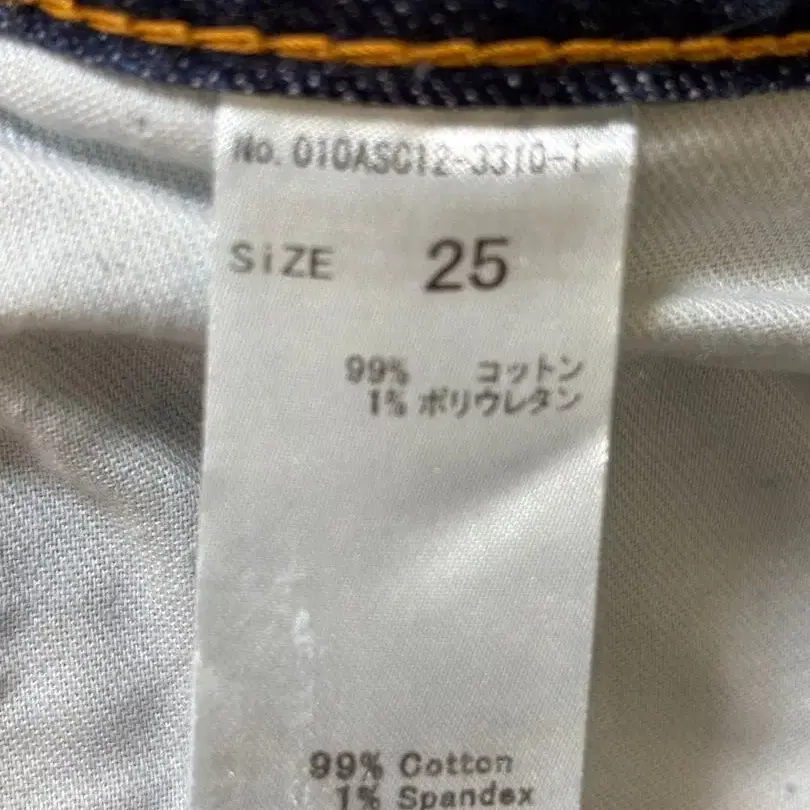 No. 010ASC12-3310-1
SiZE 25
99% コットン
1% ポリウレタン
99% Cotton
1% Spandex